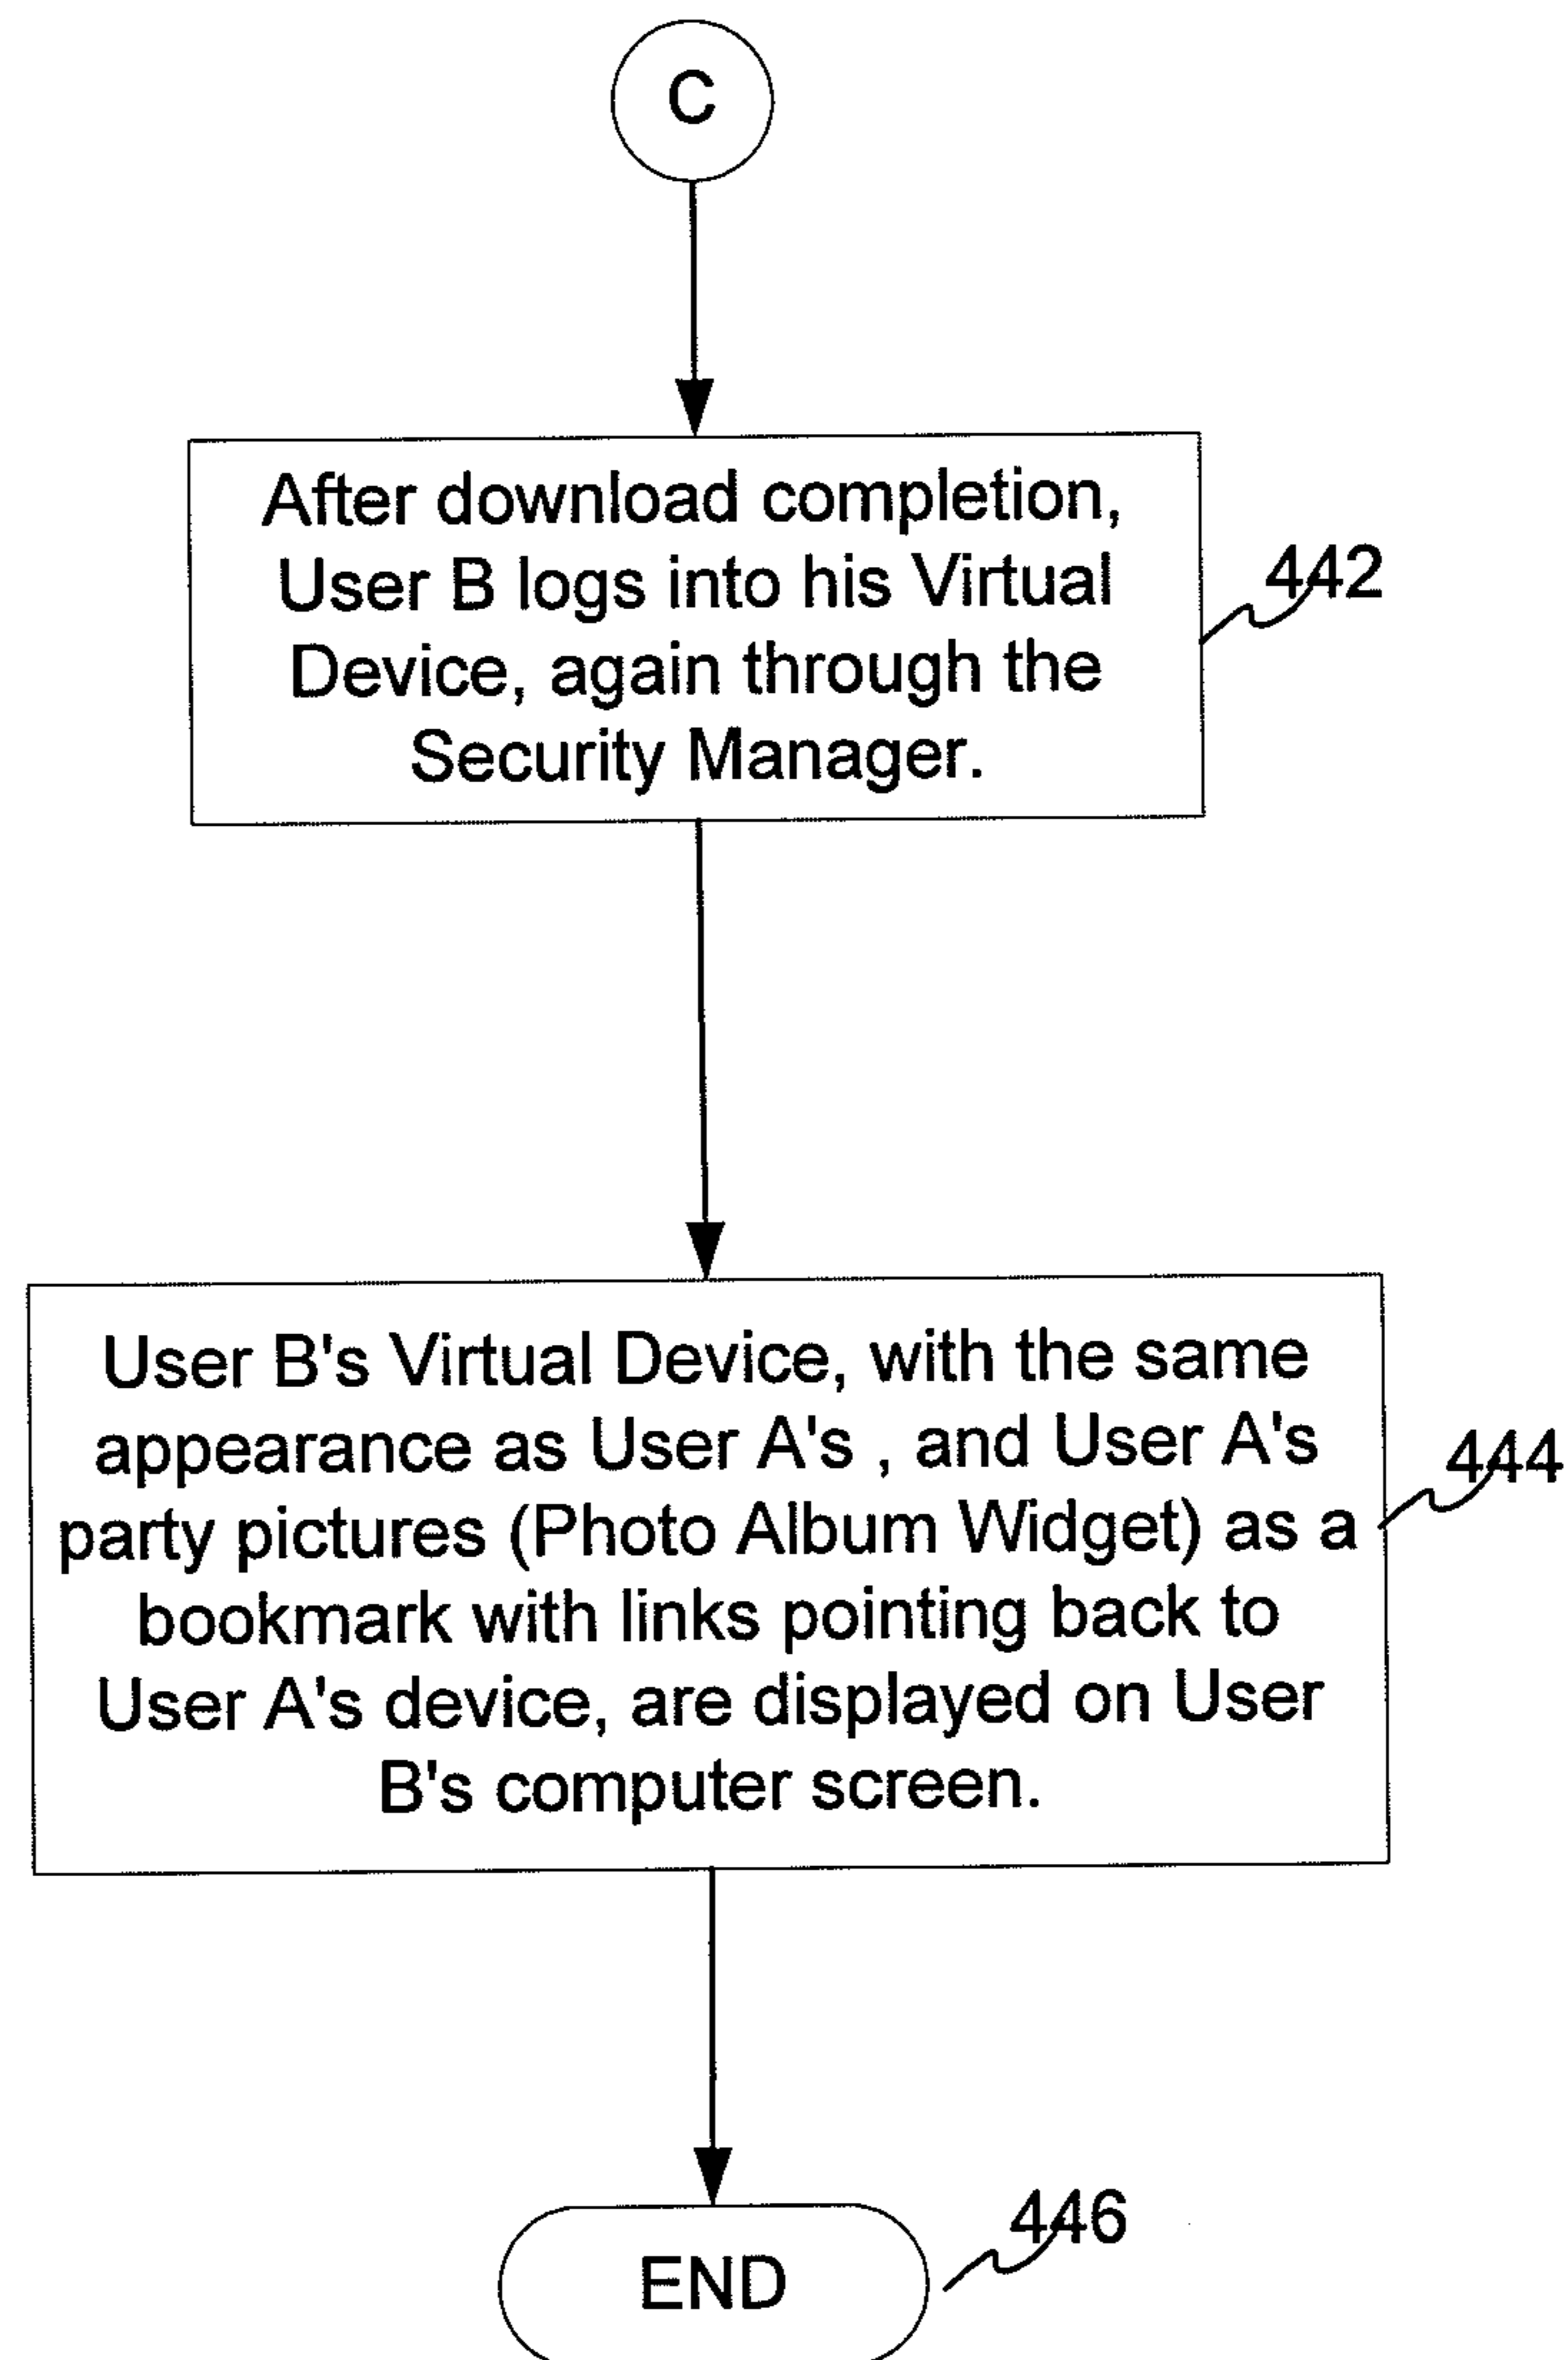 C
After download completion,
User B logs into his Virtual
Device, again through the
Security Manager.
442
User B's Virtual Device, with the same
appearance as User A's , and User A's
party pictures (Photo Album Widget) as a
bookmark with links pointing back to
User A's device, are displayed on User
B's computer screen.
444
END
446